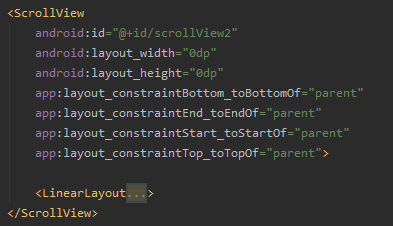 <ScrollView
android:id="@+id/scrollView2"
android:layout_width="0dp"
android:layout_height="0dp"
app:layout_constraintBottom_toBottomOf="parent"
app:layout_constraintEnd_toEndOf="parent"
app:layout_constraintStart_toStartOf="parent"
app:layout_constraintTop_toTopOf="parent">
<LinearLayout...>
</ScrollView>